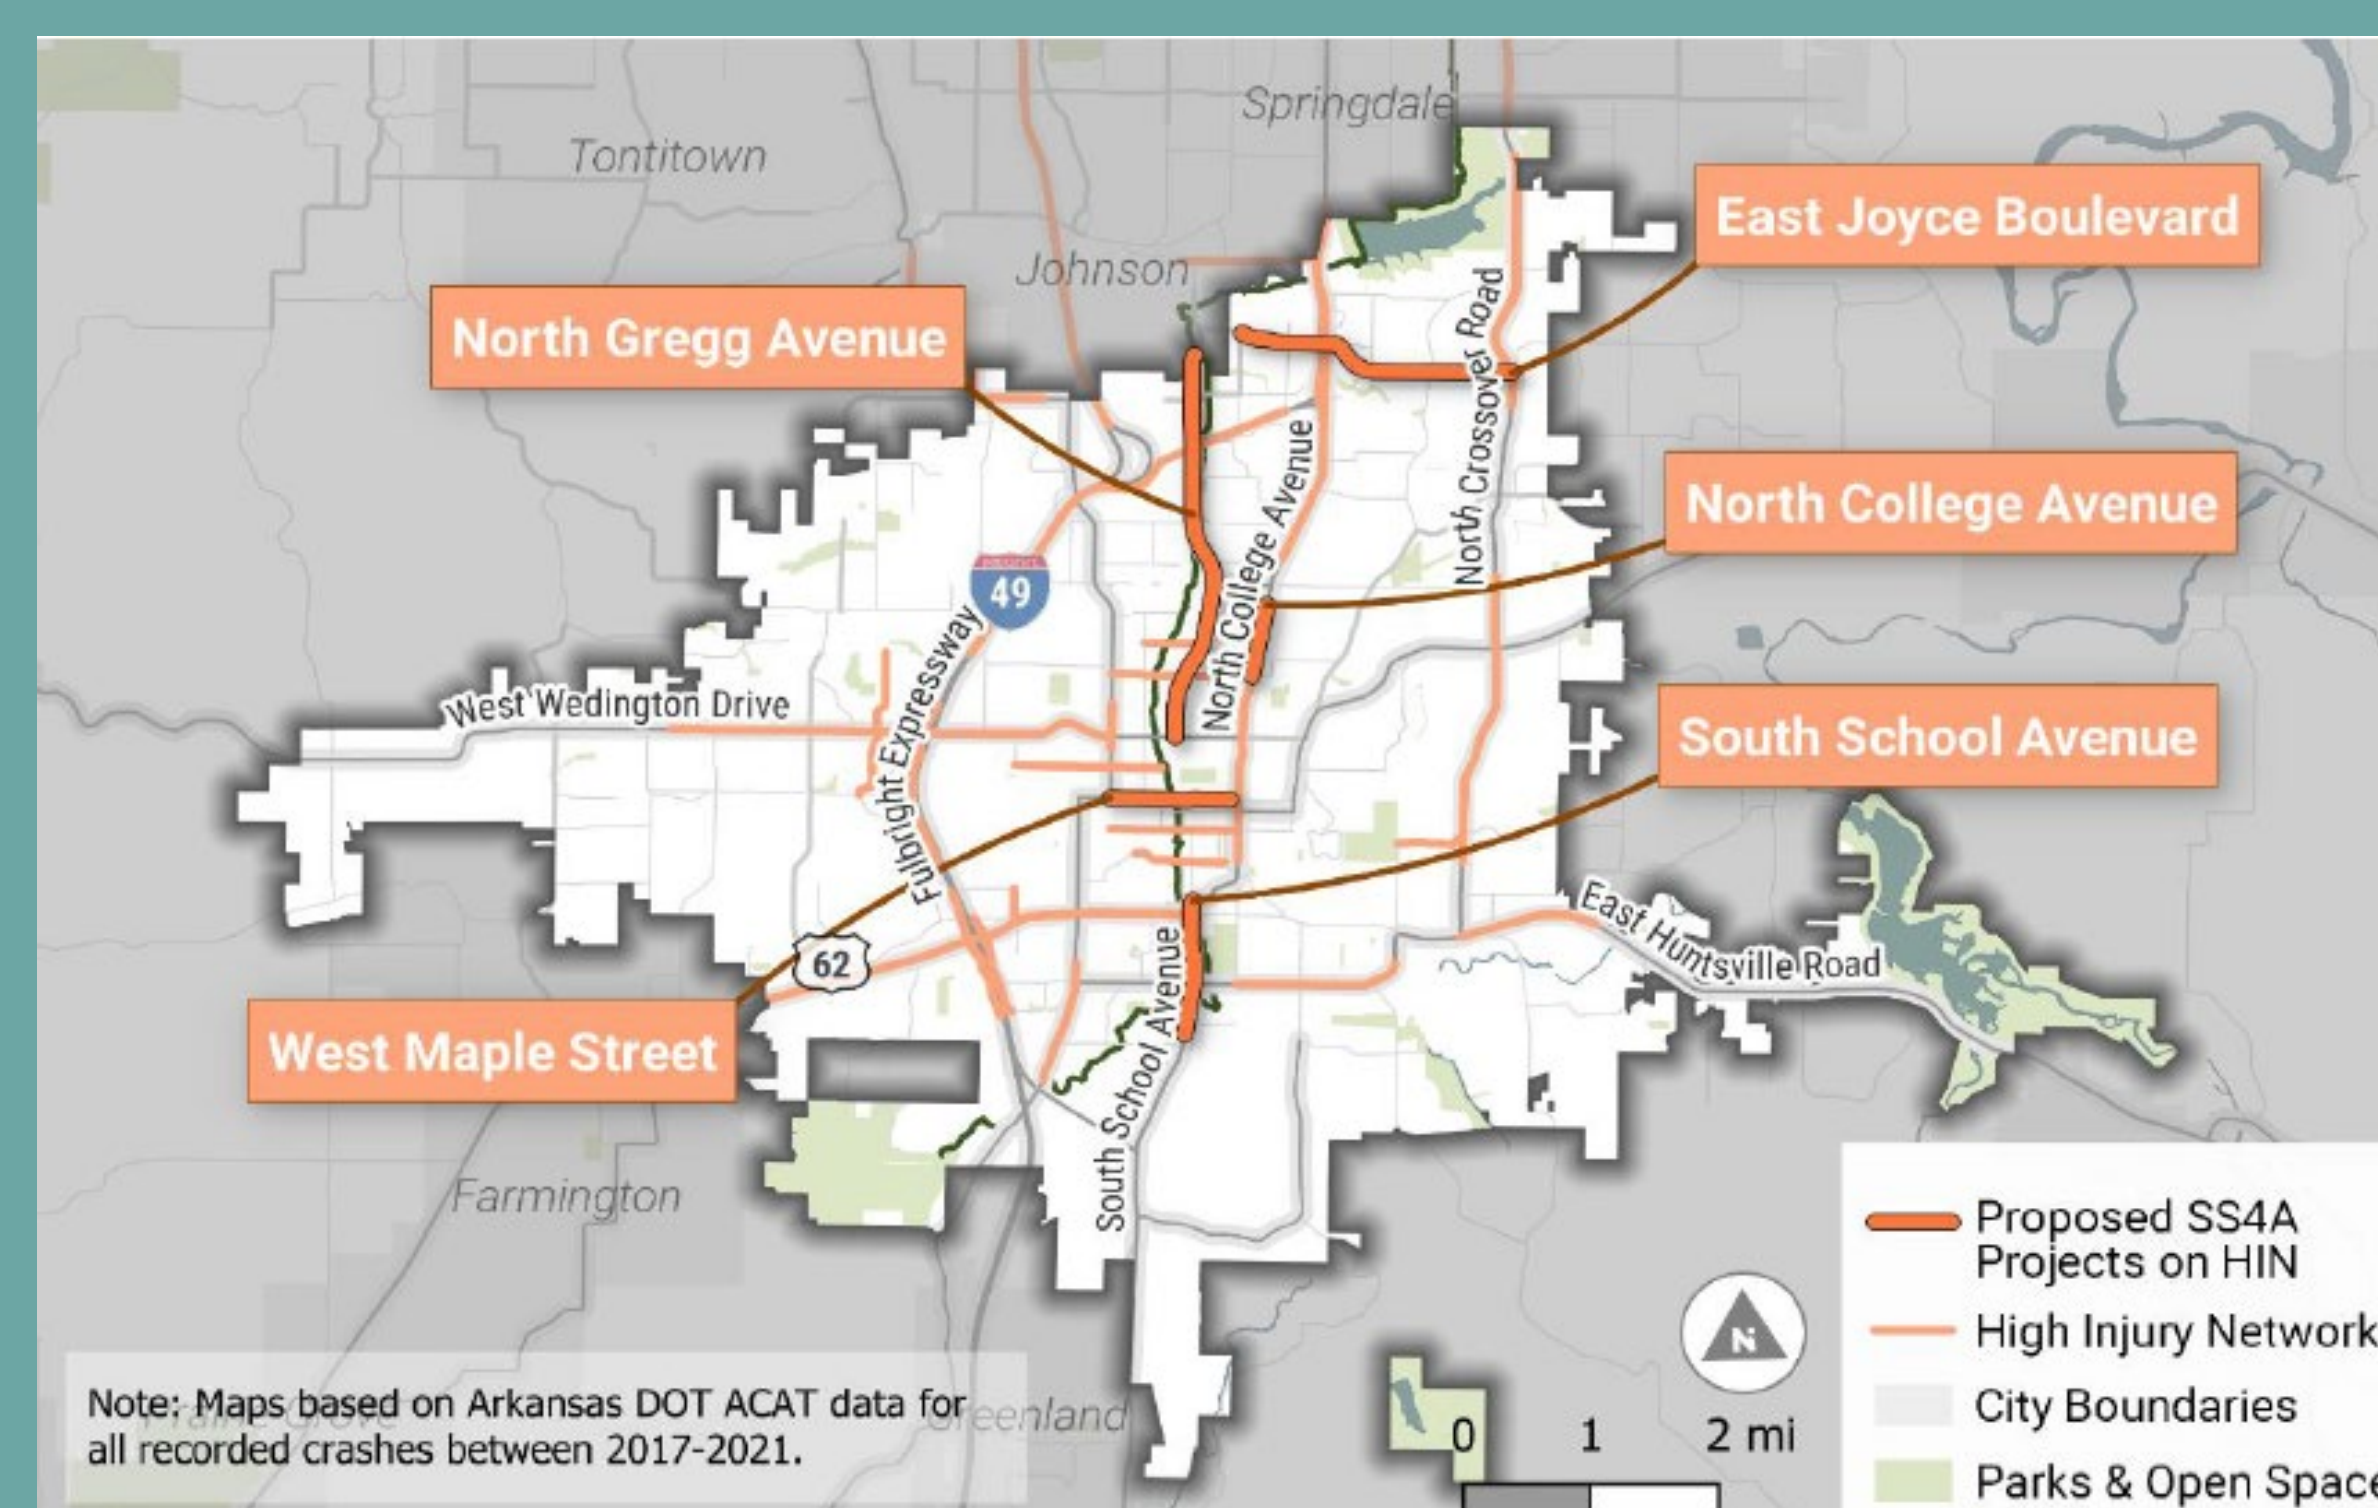 Springdale
Tontitown
East Joyce Boulevard
Johnson
North Gregg Avenue
North Crossover Road
North College Avenue
North College Avenue
49
Fulbright Expressway
West Wedington Drive
South School Avenue
East Huntsville Road
62
South School Avenue
West Maple Street
Farmington
Proposed SS4A
Projects on HIN
N
High Injury Network
Note: Maps based on Arkansas DOT ACAT data for
all recorded crashes between 2017-2021.
Prairie Grove
Greenland
City Boundaries
0 1 2 mi
Parks & Open Space